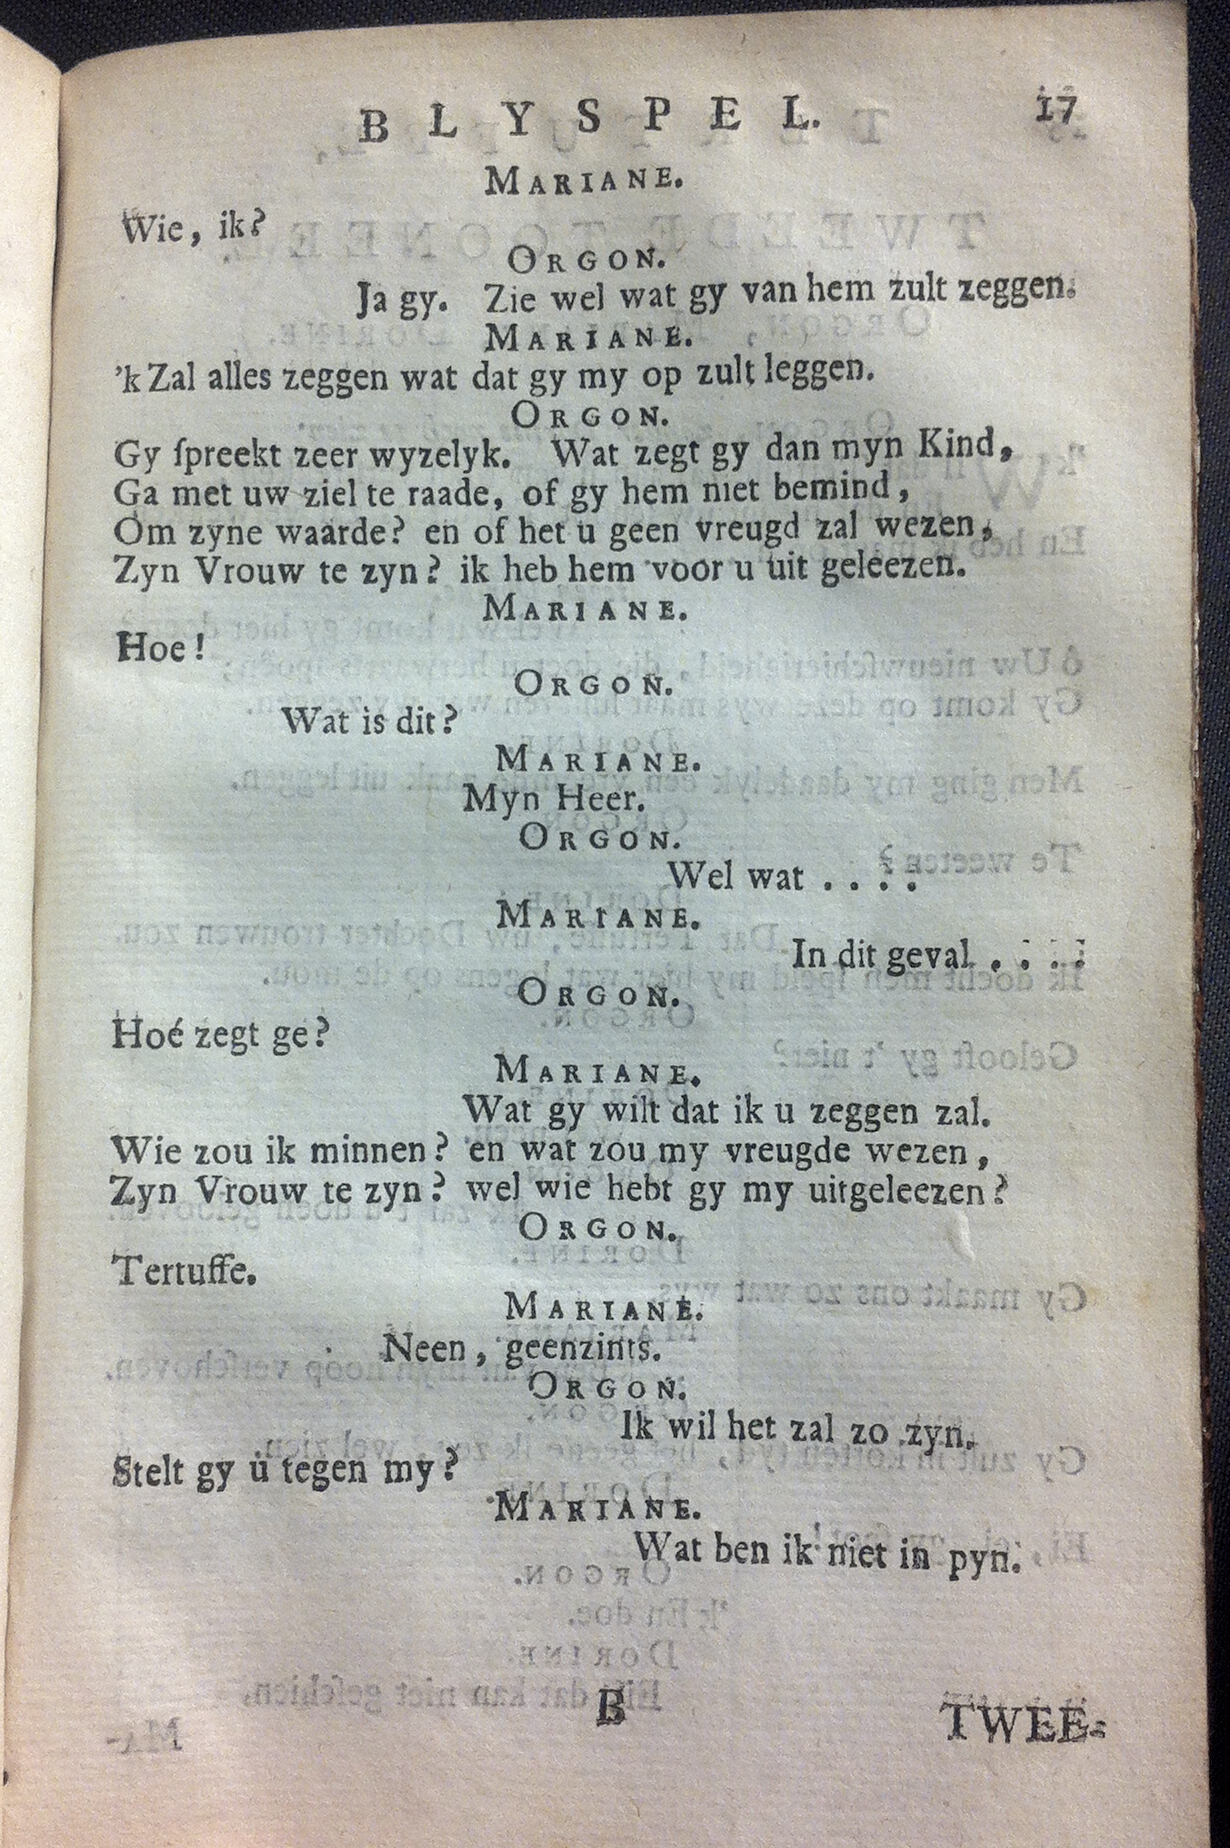 BLYSPEL. 17
MARIANE.
Wie, ik?
ORGON.
Ja gy. Zie wel wat gy van hem zult zeggen.
MARIANE.
'k Zal alles zeggen wat dat gy my op zult leggen.
ORGON.
Gy ſpreekt zeer wyzelyk. Wat zegt gy dan myn Kind,
Ga met uw ziel te raade, of gy hem niet bemind,
Om zyne waarde? en of het u geen vreugd zal wezen,
Zyn Vrouw te zyn? ik heb hem voor u uit geleezen.
MARIANE.
Hoe!
ORGON.
Wat is dit?
MARIANE.
Myn Heer.
ORGON.
Wel wat . . . .
MARIANE.
In dit geval . . . .
ORGON.
Hoé zegt ge?
MARIANE.
Wat gy wilt dat ik u zeggen zal.
Wie zou ik minnen? en wat zou my vreugde wezen,
Zyn Vrouw te zyn? wel wie hebt gy my uitgeleezen?
ORGON.
Tertuffe.
MARIANE.
Neen, geenzints.
ORGON.
Ik wil het zal zo zyn.
Stelt gy u tegen my?
MARIANE.
Wat ben ik niet in pyn.
B TWEE-